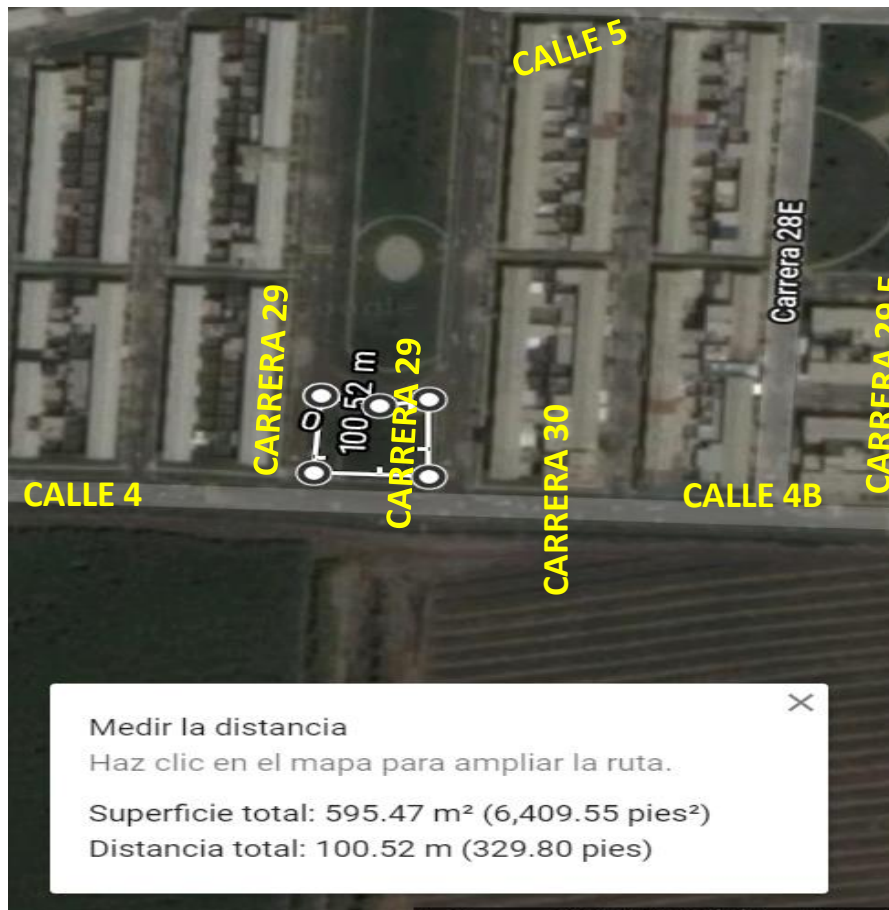 CALLE 5
Carrera 28E
CARRERA 29
CARRERA 29
100.52 m
0
CARRERA 30
CARRERA 29 E
CALLE 4
CALLE 4B
Medir la distancia
Haz clic en el mapa para ampliar la ruta.
Superficie total: 595.47 m² (6,409.55 pies²)
Distancia total: 100.52 m (329.80 pies)